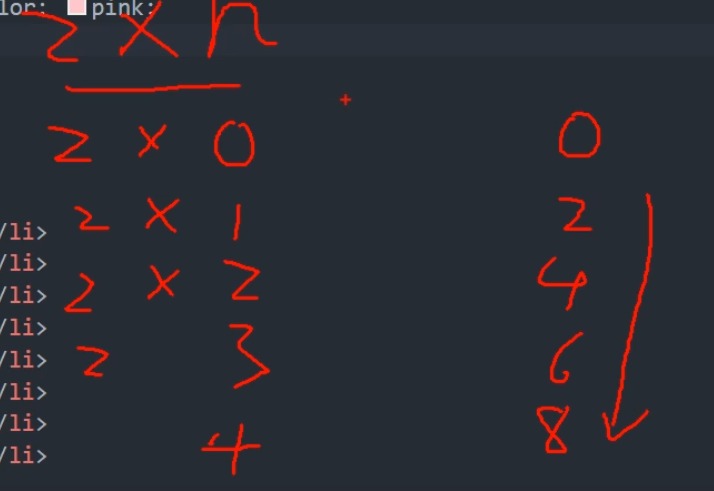 lor: pink;
2 × n
2 × 0 0
/li> 2 × 1 2
/li>
/li> 2 × 2 4
/li>
/li> 2 3 6
/li>
/li> 4 8
/li>